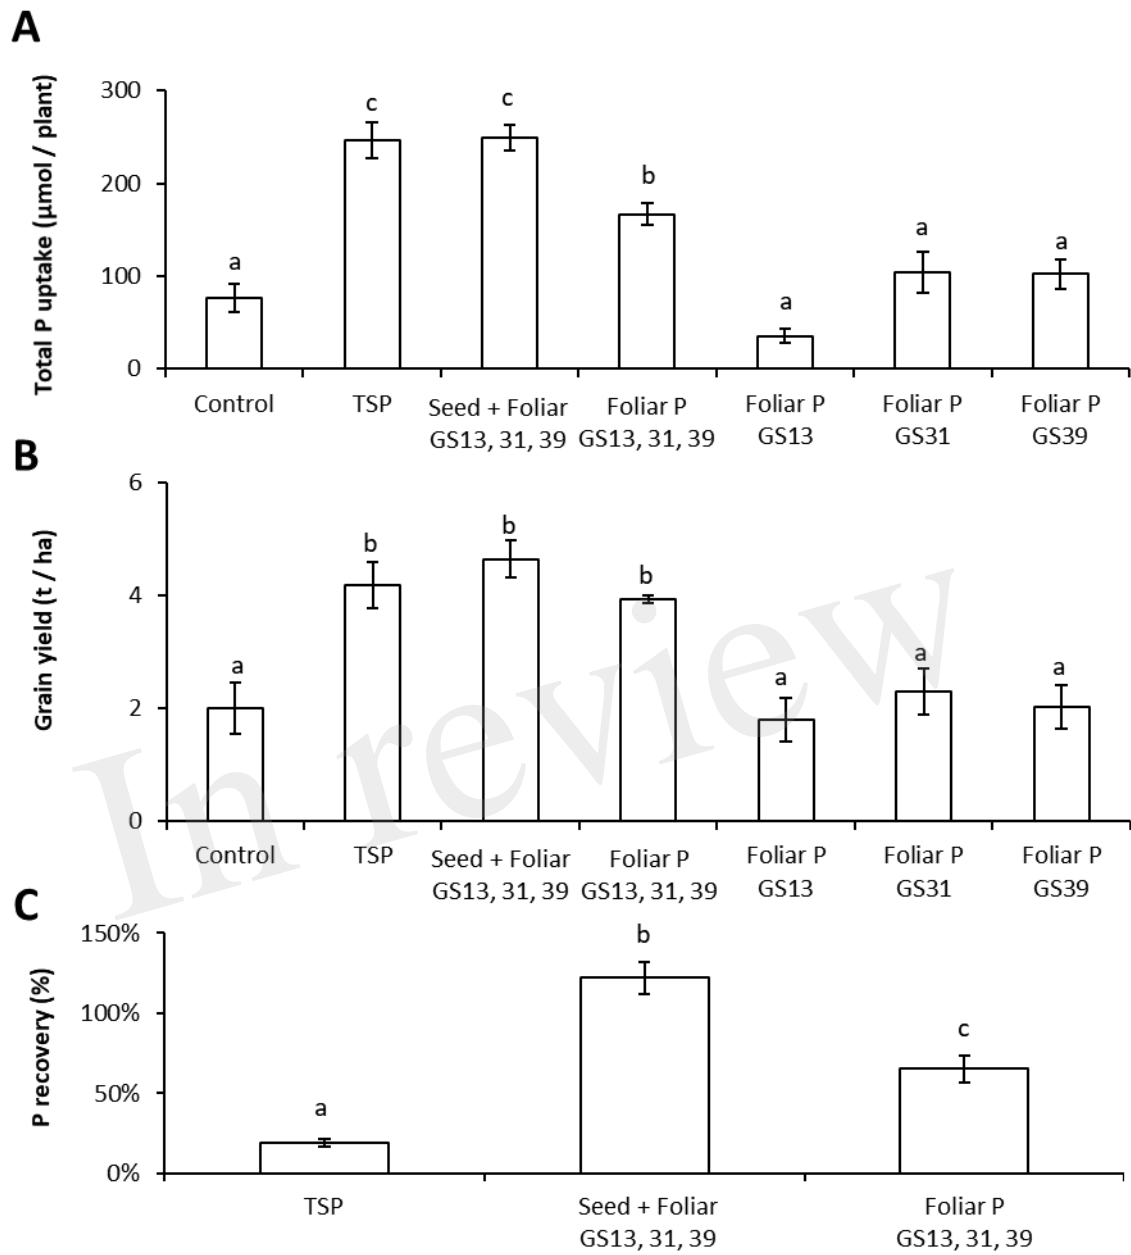 A
Total P uptake (µmol / plant)
300
200
100
0
a
c
c
b
a
a
a
Control
TSP
Seed + Foliar
GS13, 31, 39
Foliar P
GS13, 31, 39
Foliar P
GS13
Foliar P
GS31
Foliar P
GS39
B
Grain yield (t / ha)
6
4
2
0
a
b
b
b
a
a
a
Control
TSP
Seed + Foliar
GS13, 31, 39
Foliar P
GS13, 31, 39
Foliar P
GS13
Foliar P
GS31
Foliar P
GS39
In review
C
P recovery (%)
150%
100%
50%
0%
a
b
c
TSP
Seed + Foliar
GS13, 31, 39
Foliar P
GS13, 31, 39